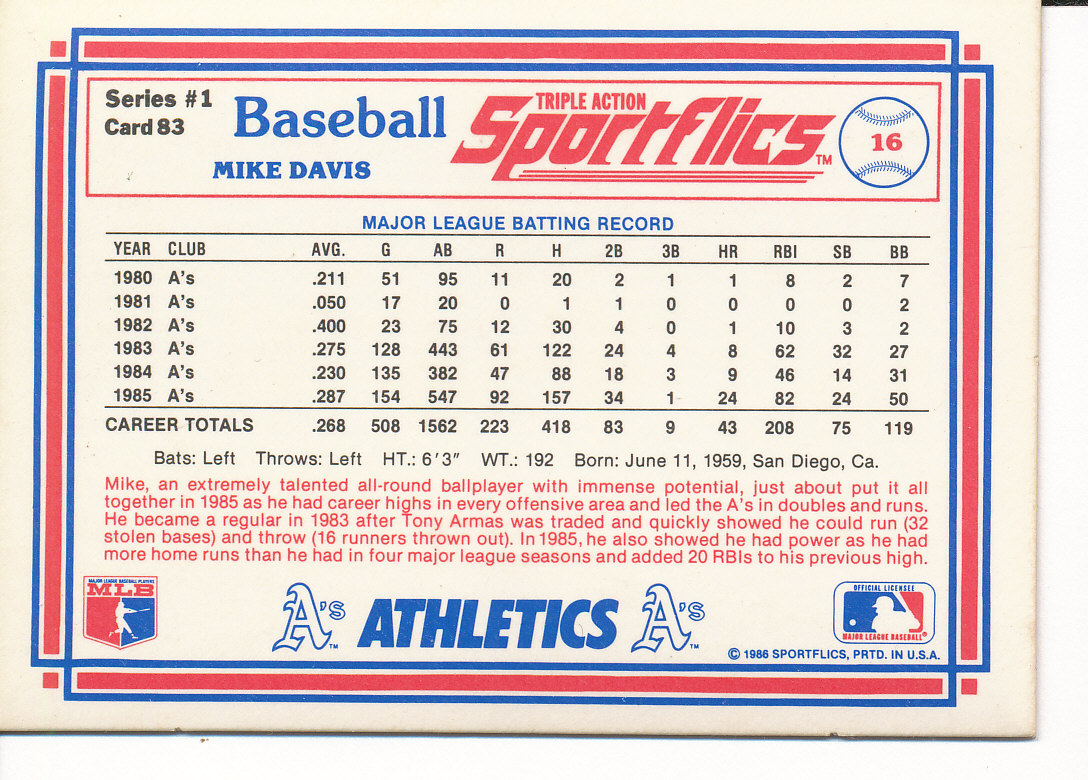 Series #1
Card 83
Baseball
MIKE DAVIS
TRIPLE ACTION
Sportflics™
16
MAJOR LEAGUE BATTING RECORD
YEAR CLUB AVG. G AB R H 2B 3B HR RBI SB BB
1980 A's .211 51 95 11 20 2 1 1 8 2 7
1981 A's .050 17 20 0 1 1 0 0 0 0 2
1982 A's .400 23 75 12 30 4 0 1 10 3 2
1983 A's .275 128 443 61 122 24 4 8 62 32 27
1984 A's .230 135 382 47 88 18 3 9 46 14 31
1985 A's .287 154 547 92 157 34 1 24 82 24 50
CAREER TOTALS .268 508 1562 223 418 83 9 43 208 75 119
Bats: Left Throws: Left HT.: 6'3" WT.: 192 Born: June 11, 1959, San Diego, Ca.
Mike, an extremely talented all-round ballplayer with immense potential, just about put it all
together in 1985 as he had career highs in every offensive area and led the A's in doubles and runs.
He became a regular in 1983 after Tony Armas was traded and quickly showed he could run (32
stolen bases) and throw (16 runners thrown out). In 1985, he also showed he had power as he had
more home runs than he had in four major league seasons and added 20 RBIs to his previous high.
MAJOR LEAGUE BASEBALL PLAYERS
MLB
A's™
ATHLETICS
A's™
OFFICIAL LICENSEE
MAJOR LEAGUE BASEBALL®
© 1986 SPORTFLICS, PRTD. IN U.S.A.